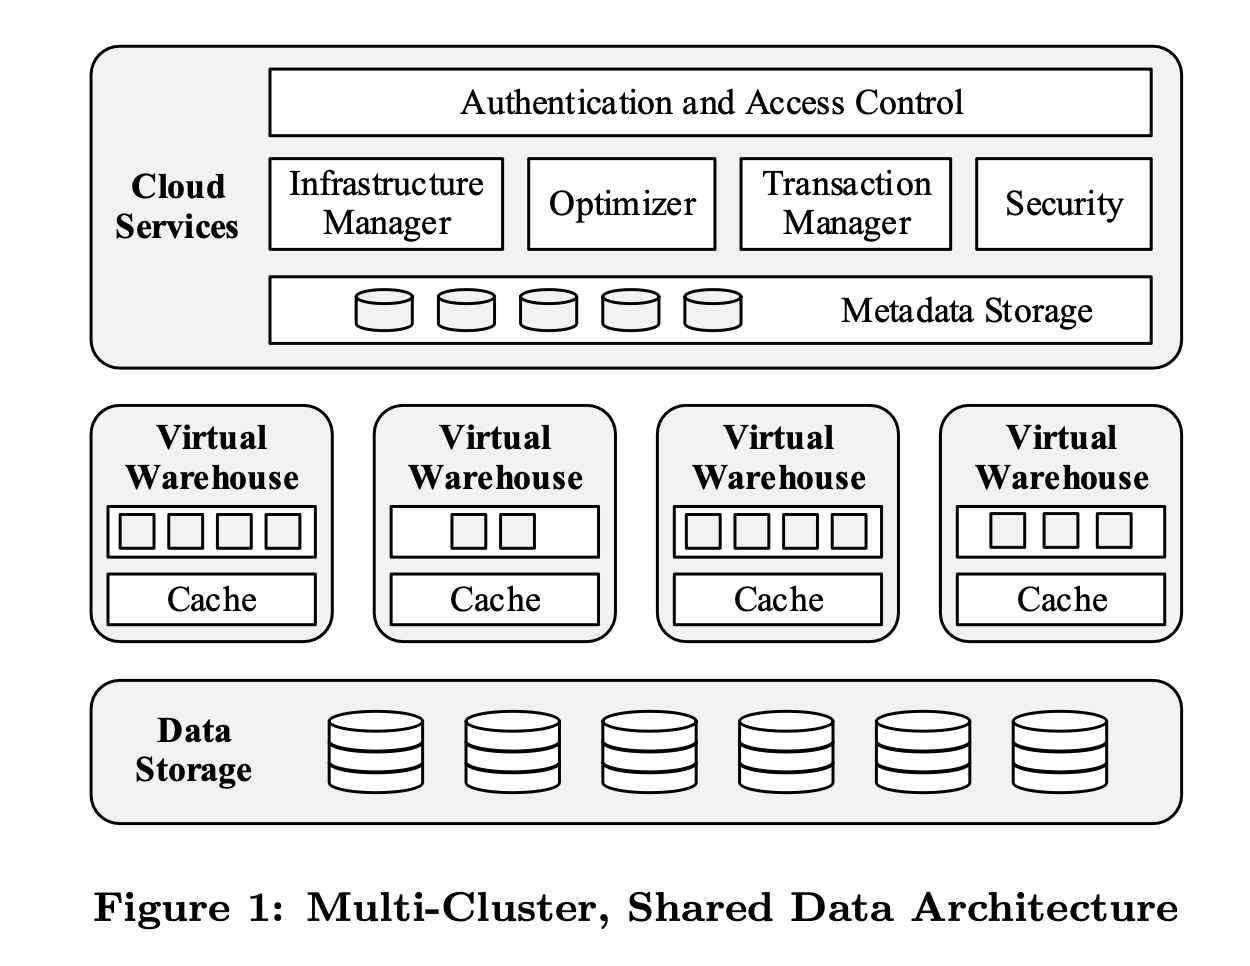 Authentication and Access Control
Cloud
Services
Infrastructure
Manager
Optimizer
Transaction
Manager
Security
Metadata Storage
Virtual
Warehouse
Cache
Virtual
Warehouse
Cache
Virtual
Warehouse
Cache
Virtual
Warehouse
Cache
Data
Storage
Figure 1: Multi-Cluster, Shared Data Architecture